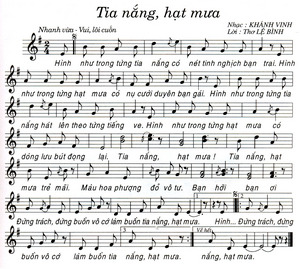 Tia nắng, hạt mưa
Nhanh vừa - Vui, lôi cuốn
Nhạc : KHÁNH VINH
Lời : Thơ LỆ BÌNH
Hình như trong từng tia nắng có nét tinh nghịch bạn trai. Hình
như trong từng hạt mưa có nụ cười duyên bạn gái. Hình như trong từng tia
nắng hát lên theo từng tiếng ve. Hình như trong từng hạt mưa có
dòng lưu bút đọng lại. Tia nắng, hạt mưa ! Tia nắng, hạt
mưa trẻ mãi. Màu hoa phượng đỏ vô tư. Bạn hỡi bạn ơi
Đừng trách, đừng buồn vô cớ làm buồn tia nắng, hạt mưa. Hình... Đừng trách, đừng
buồn vô cớ làm buồn tia nắng, hạt mưa. nắng, hạt mưa.